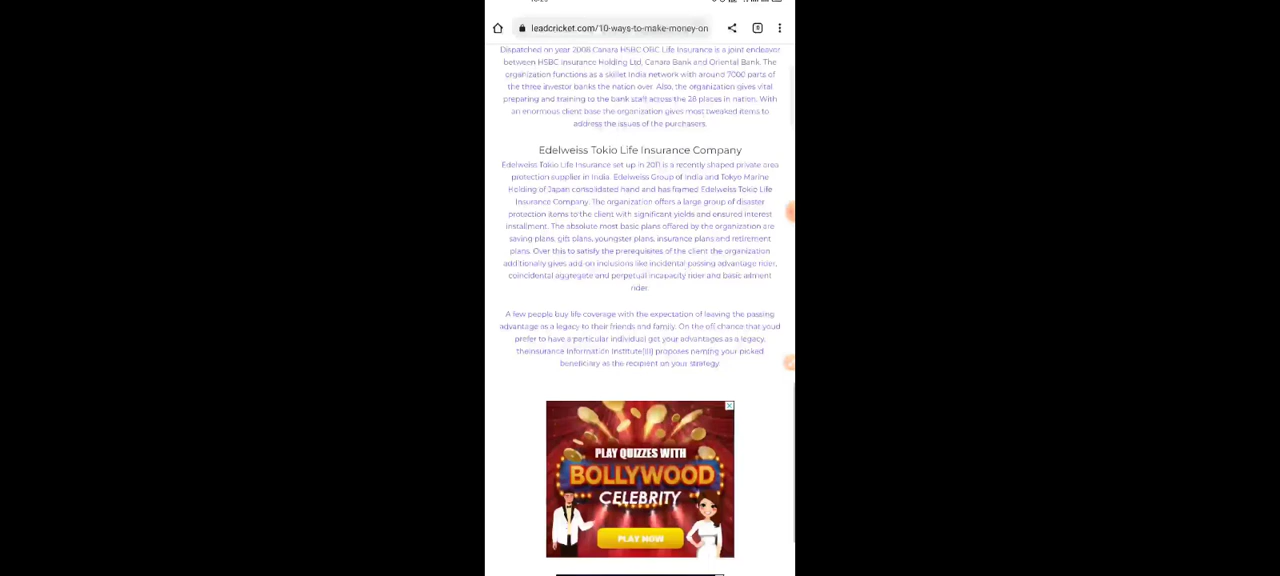 leadcricket.com/10-ways-to-make-money-on
Dispatched on year 2008 Canara HSBC OBC Life Insurance is a joint endeavor
between HSBC Insurance Holding Ltd, Canara Bank and Oriental Bank. The
organization functions as a skillet India network with around 7000 parts of
the three investor banks the nation over. Also, the organization gives vital
preparing and training to the bank staff across the 28 places in nation. With
an enormous client base the organization gives most tweaked items to
address the issues of the purchasers.
Edelweiss Tokio Life Insurance Company
Edelweiss Tokio Life Insurance set up in 2011 is a recently shaped private area
protection supplier in India. Edelweiss Group of India and Tokyo Marine
Holding of Japan consolidated hand and has framed Edelweiss Tokio Life
Insurance Company. The organization offers a large group of disaster
protection items to the client with significant yields and ensured interest
installment. The absolute most basic plans offered by the organization are
saving plans, gift plans, youngster plans, insurance plans and retirement
plans. Over this to satisfy the prerequisites of the client the organization
additionally gives add-on inclusions like incidental passing advantage rider,
coincidental aggregate and perpetual incapacity rider and basic ailment
rider.
A few people buy life coverage with the expectation of leaving the passing
advantage as a legacy to their friends and family. On the off chance that youd
prefer to have a particular individual get your advantages as a legacy,
theInsurance Information Institute(III) proposes naming your picked
beneficiary as the recipient on your strategy.
PLAY QUIZZES WITH
BOLLYWOOD
CELEBRITY
PLAY NOW